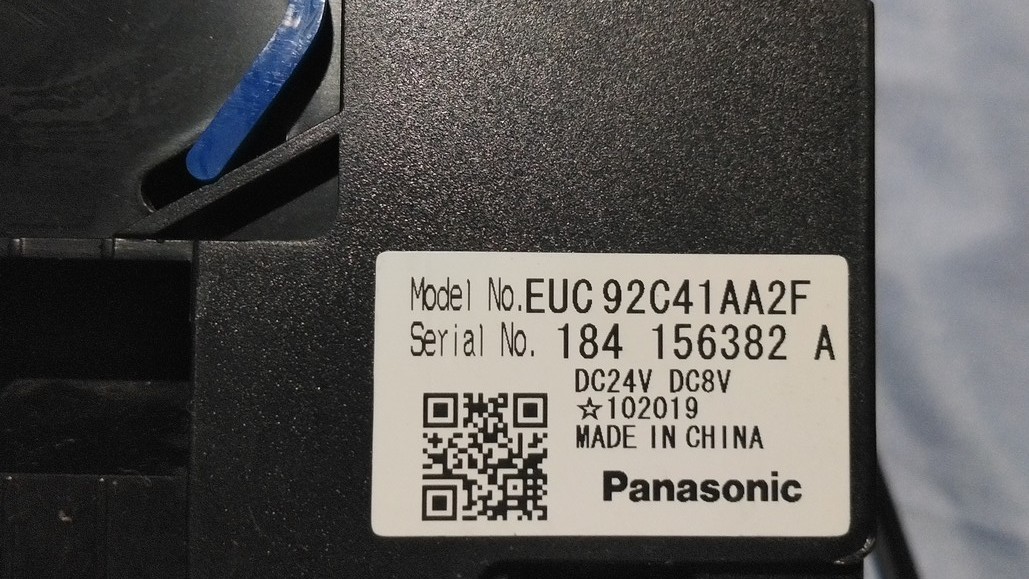 Model No.EUC92C41AA2F
Serial No. 184 156382 A
DC24V DC8V
☆102019
MADE IN CHINA
Panasonic